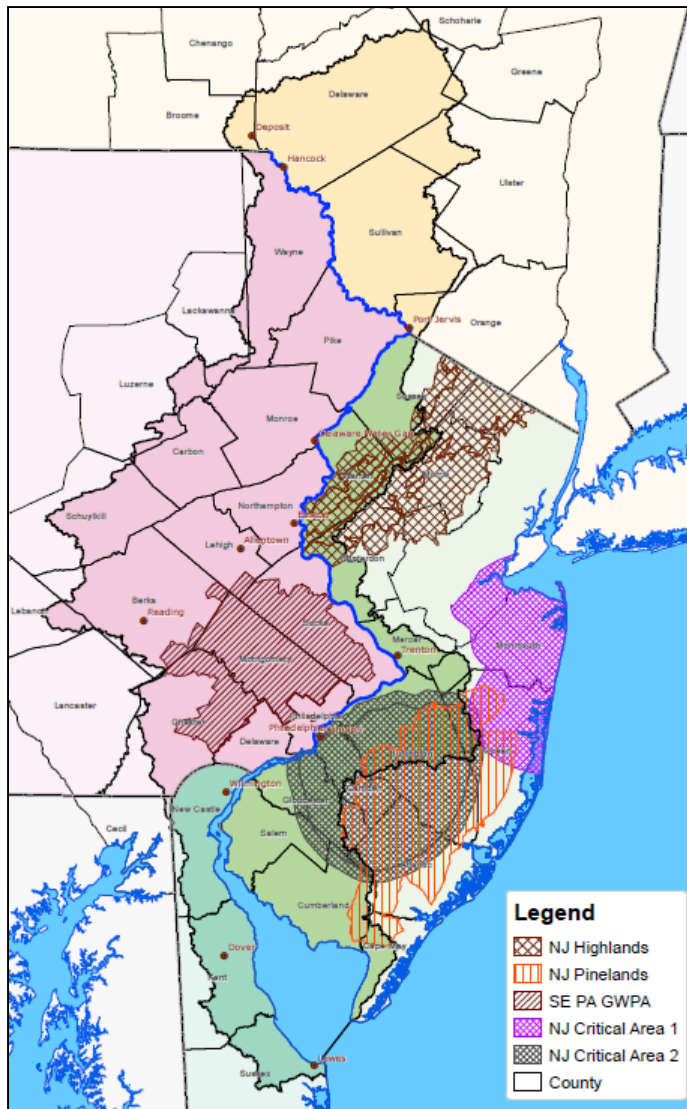 Schoharie
Chenango
Greene
Delaware
Broome
Deposit
Hancock
Ulster
Sullivan
Wayne
Lackawanna
Port Jervis
Orange
Pike
Luzerne
Monroe
Delaware Water Gap
Carbon
Northampton
Schuylkill
Lehigh
Allentown
Lebanon
Berks
Reading
Bucks
Mercer
Trenton
Monmouth
Montgomery
Lancaster
Chester
Delaware
Philadelphia
Philadelphia
Wilmington
New Castle
Gloucester
Salem
Cecil
Cumberland
Cape May
Dover
Kent
Lewes
Sussex
Legend
NJ Highlands
NJ Pinelands
SE PA GWPA
NJ Critical Area 1
NJ Critical Area 2
County